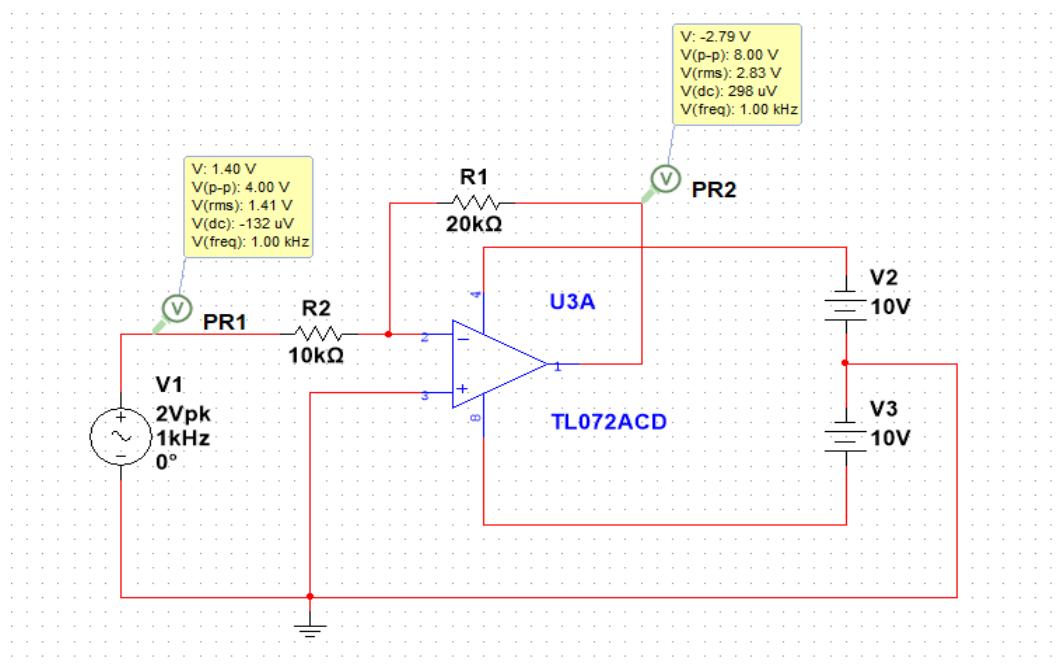 V: -2.79 V
V(p-p): 8.00 V
V(rms): 2.83 V
V(dc): 298 uV
V(freq): 1.00 kHz
V
PR2
V: 1.40 V
V(p-p): 4.00 V
V(rms): 1.41 V
V(dc): -132 uV
V(freq): 1.00 kHz
V
PR1
R1
20kΩ
R2
10kΩ
U3A
4
2
3
8
1
TL072ACD
V2
10V
V3
10V
V1
2Vpk
1kHz
0°